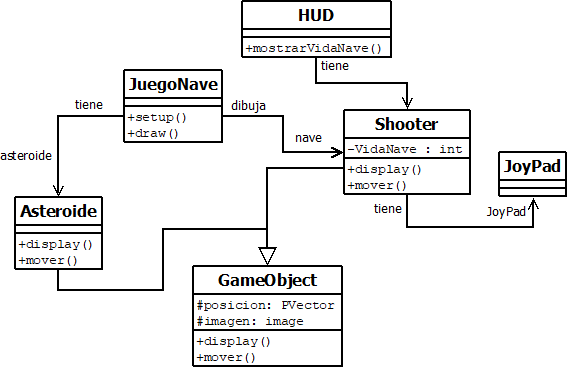 HUD
+mostrarVidaNave()
tiene
JuegoNave
+setup()
+draw()
tiene
dibuja
nave
asteroide
Shooter
-VidaNave : int
+display()
+mover()
JoyPad
tiene
JoyPad
Asteroide
+display()
+mover()
GameObject
#posicion: PVector
#imagen: image
+display()
+mover()